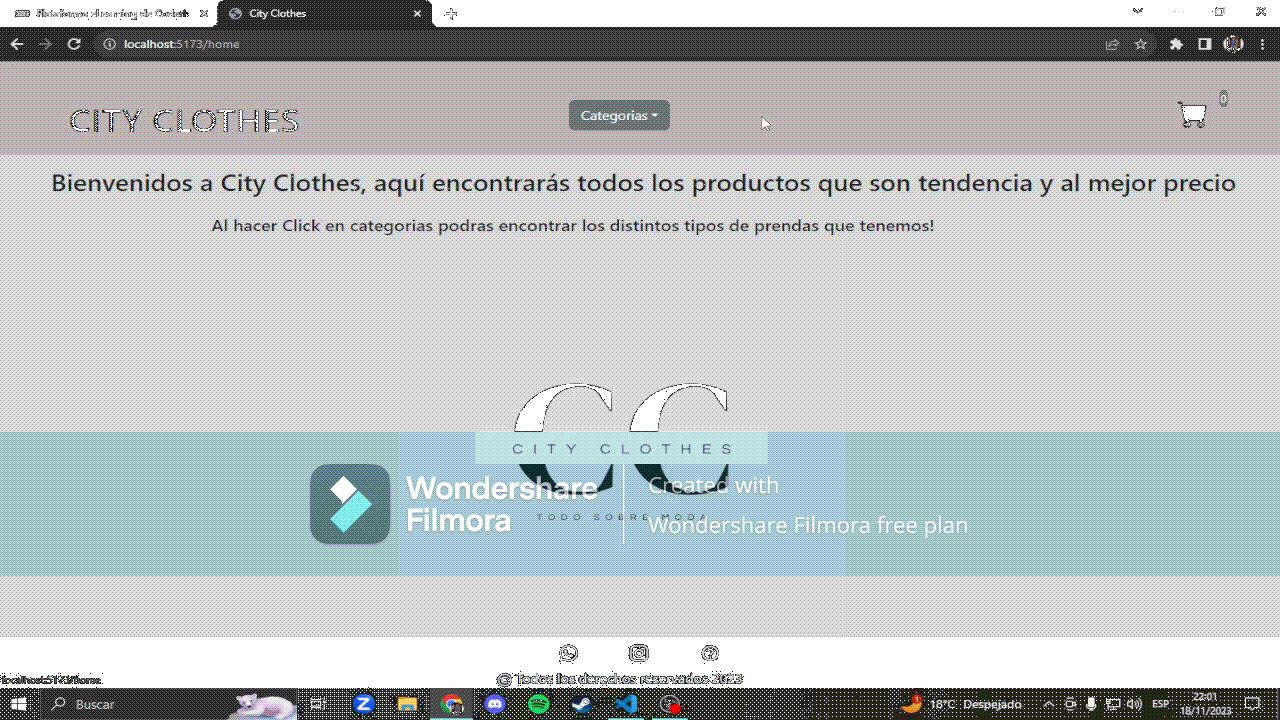 City Clothes
localhost:5173/home
CITY CLOTHES
Categorias
0
Bienvenidos a City Clothes, aquí encontrarás todos los productos que son tendencia y al mejor precio
Al hacer Click en categorias podras encontrar los distintos tipos de prendas que tenemos!
CC
CITY CLOTHES
TODO SOBRE MODA
Wondershare
Filmora
Created with
Wondershare Filmora free plan
@ Todos los derechos reservados 2023
localhost:5173/home
Buscar
1
18°C Despejado
ESP
22:01
18/11/2023